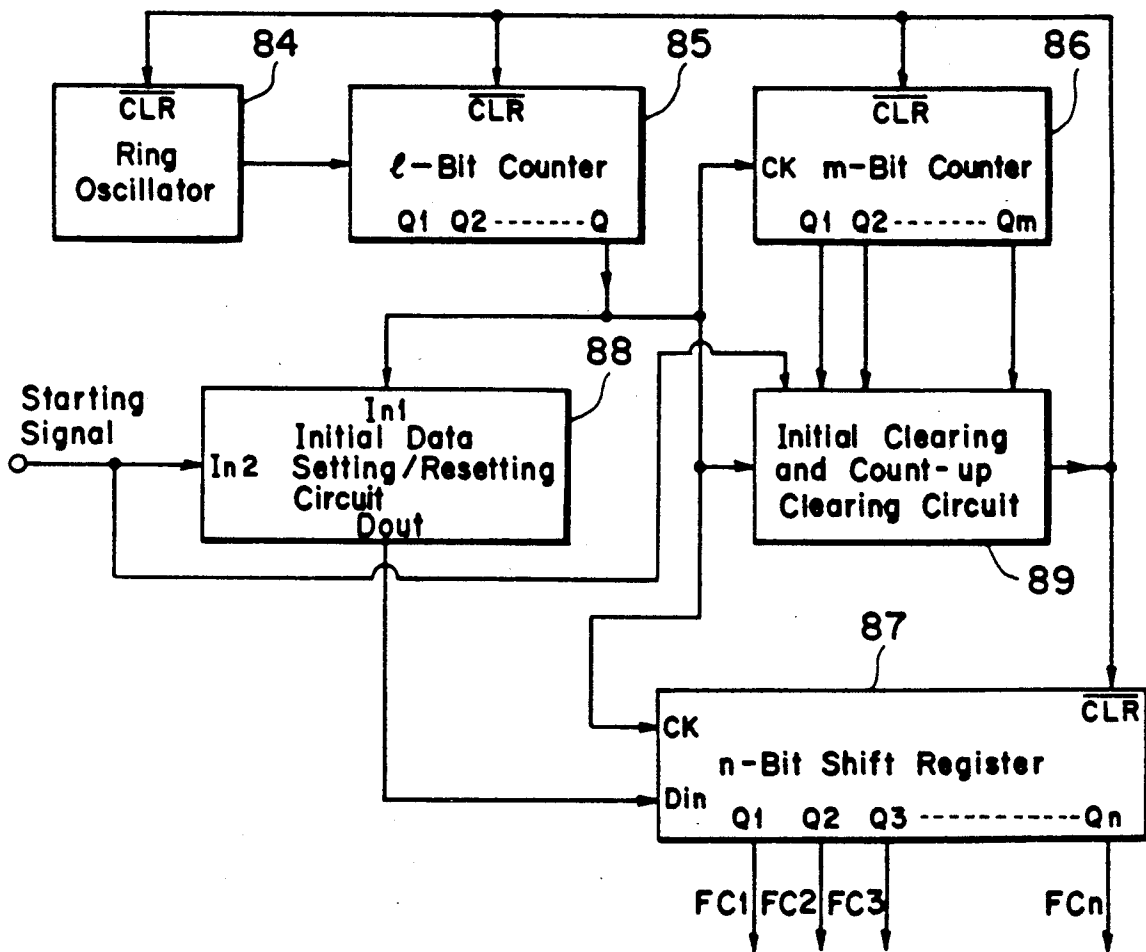 84
85
86
CLR
Ring
Oscillator
CLR
ℓ-Bit Counter
Q1 Q2 ------- Q
CLR
CK m-Bit Counter
Q1 Q2 ------- Qm
88
Starting
Signal
In1
In2
Initial Data
Setting/Resetting
Circuit
Dout
Initial Clearing
and Count-up
Clearing Circuit
89
87
CLR
CK
n-Bit Shift Register
Din
Q1 Q2 Q3 ----------- Qn
FC1 FC2 FC3 FCn